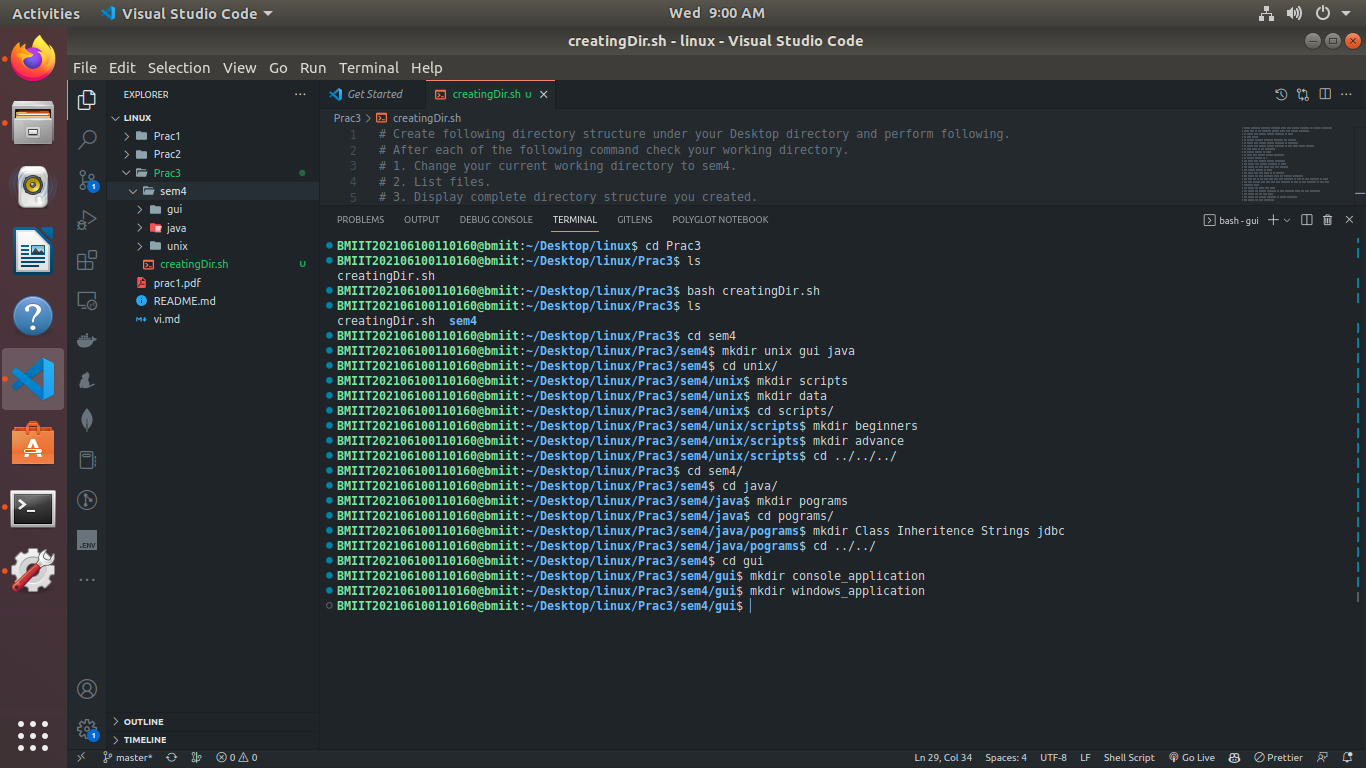 Activities Visual Studio Code Wed 9:00 AM
creatingDir.sh - linux - Visual Studio Code
File Edit Selection View Go Run Terminal Help
EXPLORER
LINUX
Prac1
Prac2
Prac3
sem4
gui
java
unix
creatingDir.sh U
prac1.pdf
README.md
vi.md
OUTLINE
TIMELINE
1
.ENV
1
Get Started creatingDir.sh U
Prac3 > creatingDir.sh
1 # Create following directory structure under your Desktop directory and perform following.
2 # After each of the following command check your working directory.
3 # 1. Change your current working directory to sem4.
4 # 2. List files.
5 # 3. Display complete directory structure you created.
PROBLEMS OUTPUT DEBUG CONSOLE TERMINAL GITLENS POLYGLOT NOTEBOOK bash - gui
BMIIT202106100110160@bmiit:~/Desktop/linux$ cd Prac3
BMIIT202106100110160@bmiit:~/Desktop/linux/Prac3$ ls
creatingDir.sh
BMIIT202106100110160@bmiit:~/Desktop/linux/Prac3$ bash creatingDir.sh
BMIIT202106100110160@bmiit:~/Desktop/linux/Prac3$ ls
creatingDir.sh  sem4
BMIIT202106100110160@bmiit:~/Desktop/linux/Prac3$ cd sem4
BMIIT202106100110160@bmiit:~/Desktop/linux/Prac3/sem4$ mkdir unix gui java
BMIIT202106100110160@bmiit:~/Desktop/linux/Prac3/sem4$ cd unix/
BMIIT202106100110160@bmiit:~/Desktop/linux/Prac3/sem4/unix$ mkdir scripts
BMIIT202106100110160@bmiit:~/Desktop/linux/Prac3/sem4/unix$ mkdir data
BMIIT202106100110160@bmiit:~/Desktop/linux/Prac3/sem4/unix$ cd scripts/
BMIIT202106100110160@bmiit:~/Desktop/linux/Prac3/sem4/unix/scripts$ mkdir beginners
BMIIT202106100110160@bmiit:~/Desktop/linux/Prac3/sem4/unix/scripts$ mkdir advance
BMIIT202106100110160@bmiit:~/Desktop/linux/Prac3/sem4/unix/scripts$ cd ../../../
BMIIT202106100110160@bmiit:~/Desktop/linux/Prac3$ cd sem4/
BMIIT202106100110160@bmiit:~/Desktop/linux/Prac3/sem4$ cd java/
BMIIT202106100110160@bmiit:~/Desktop/linux/Prac3/sem4/java$ mkdir pograms
BMIIT202106100110160@bmiit:~/Desktop/linux/Prac3/sem4/java$ cd pograms/
BMIIT202106100110160@bmiit:~/Desktop/linux/Prac3/sem4/java/pograms$ mkdir Class Inheritence Strings jdbc
BMIIT202106100110160@bmiit:~/Desktop/linux/Prac3/sem4/java/pograms$ cd ../../
BMIIT202106100110160@bmiit:~/Desktop/linux/Prac3/sem4$ cd gui
BMIIT202106100110160@bmiit:~/Desktop/linux/Prac3/sem4/gui$ mkdir console_application
BMIIT202106100110160@bmiit:~/Desktop/linux/Prac3/sem4/gui$ mkdir windows_application
BMIIT202106100110160@bmiit:~/Desktop/linux/Prac3/sem4/gui$
master* 0 0 Ln 29, Col 34 Spaces: 4 UTF-8 LF Shell Script Go Live Prettier